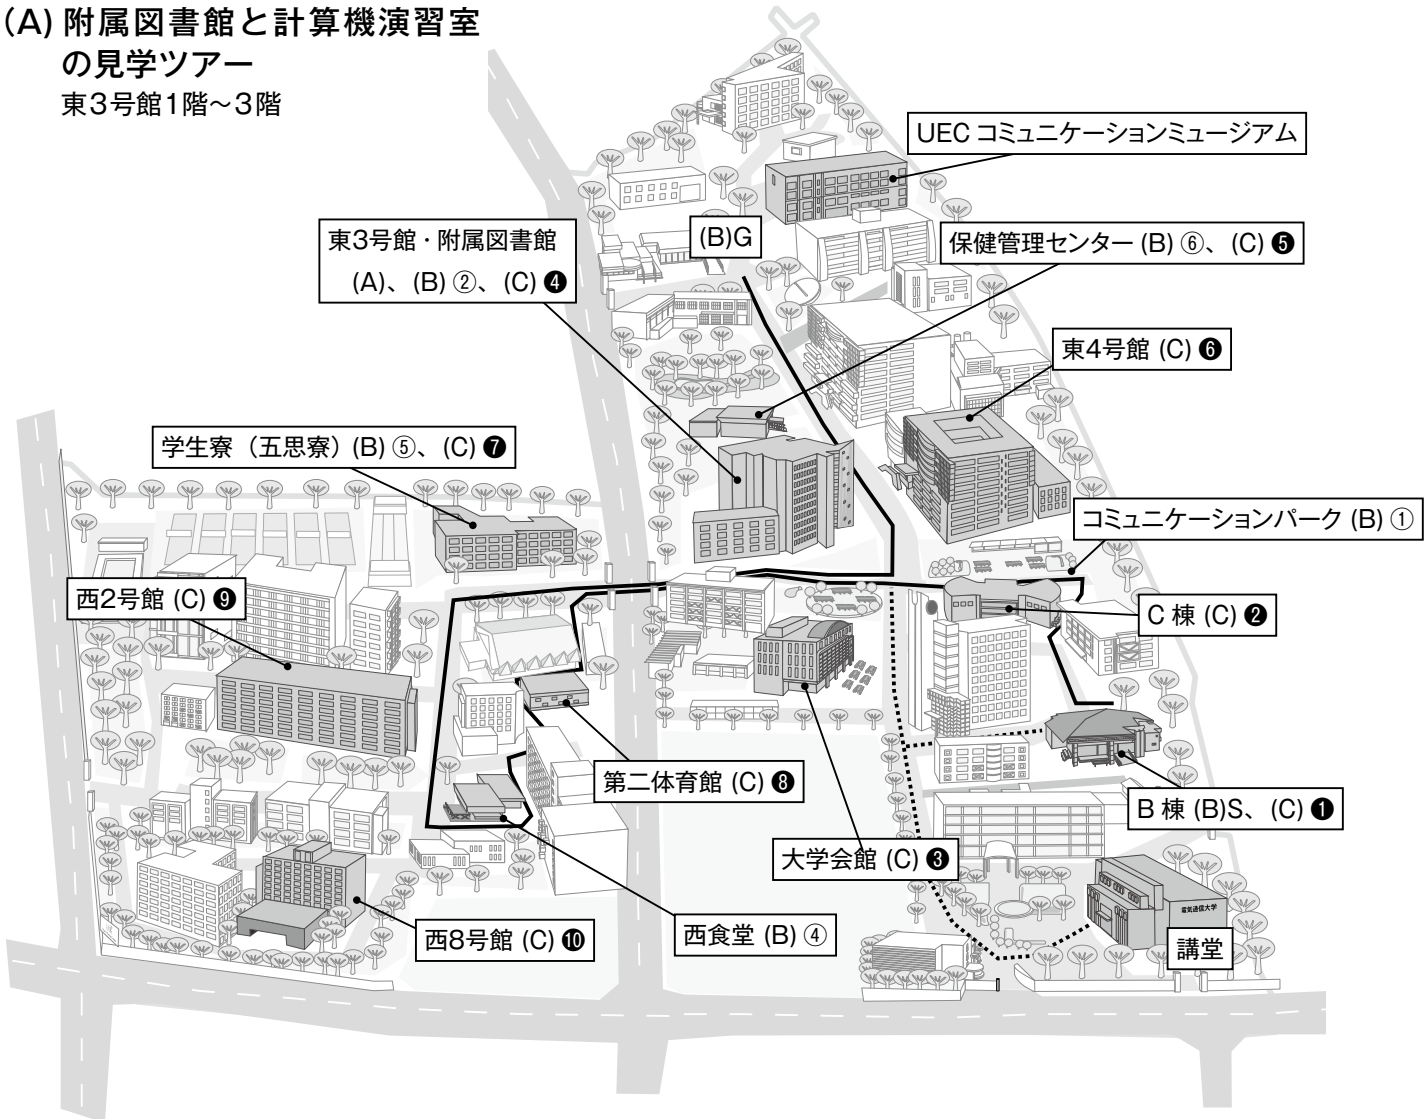 (A) 附属図書館と計算機演習室
の見学ツアー
東3号館1階～3階
UEC コミュニケーションミュージアム
東3号館・附属図書館
(A)、(B) ②、(C) ❹
(B)G
保健管理センター (B) ⑥、(C) ❺
東4号館 (C) ❻
学生寮（五思寮）(B) ⑤、(C) ❼
コミュニケーションパーク (B) ①
西2号館 (C) ❾
C 棟 (C) ❷
第二体育館 (C) ❽
B 棟 (B)S、(C) ❶
大学会館 (C) ❸
西食堂 (B) ④
西8号館 (C) ❿
電気通信大学
講堂